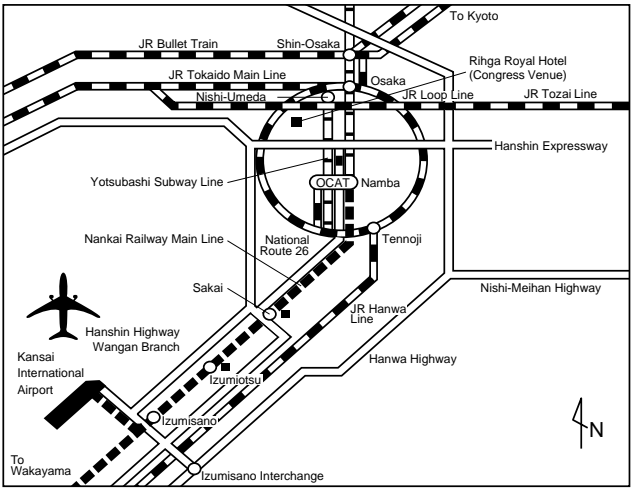 To Kyoto
JR Bullet Train
Shin-Osaka
Rihga Royal Hotel
(Congress Venue)
JR Tokaido Main Line
Osaka
Nishi-Umeda
JR Loop Line
JR Tozai Line
Hanshin Expressway
Yotsubashi Subway Line
OCAT
Namba
Nankai Railway Main Line
National
Route 26
Tennoji
Sakai
Nishi-Meihan Highway
JR Hanwa
Line
Hanshin Highway
Wangan Branch
Kansai
International
Airport
Hanwa Highway
Izumiotsu
Izumisano
N
To
Wakayama
Izumisano Interchange